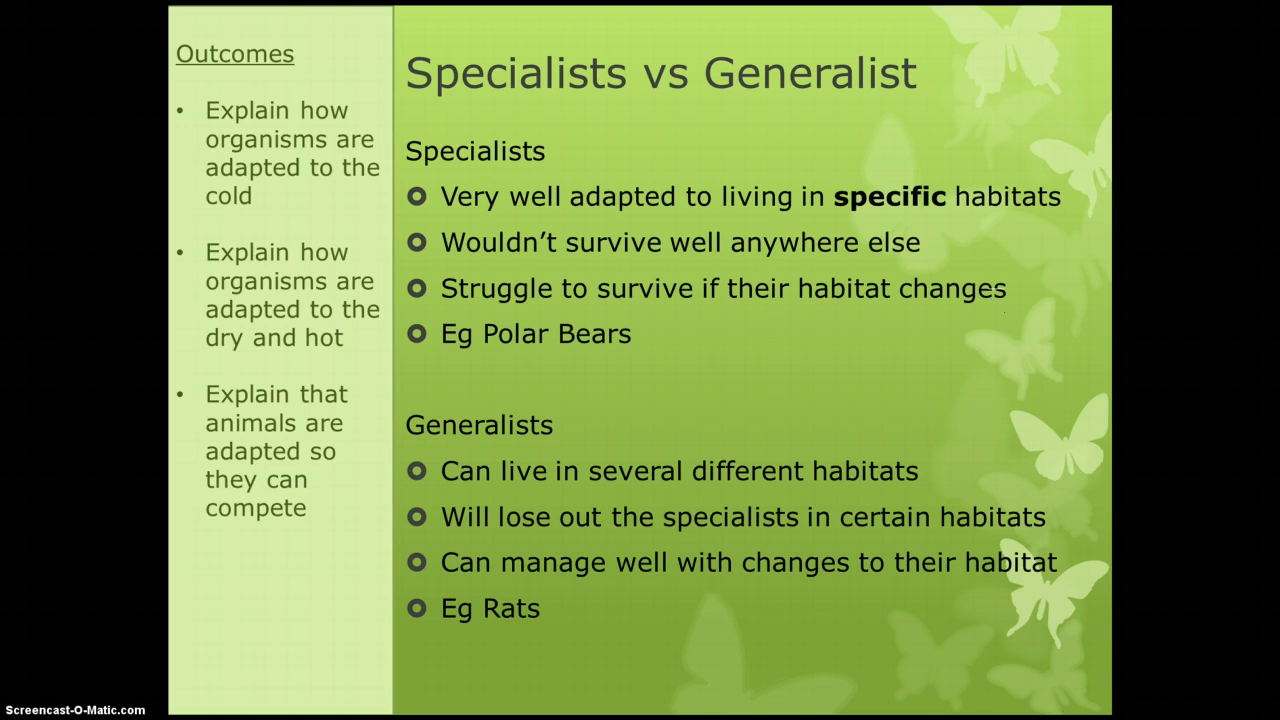 Outcomes
• Explain how
organisms are
adapted to the
cold
• Explain how
organisms are
adapted to the
dry and hot
• Explain that
animals are
adapted so
they can
compete
Specialists vs Generalist
Specialists
Very well adapted to living in specific habitats
Wouldn’t survive well anywhere else
Struggle to survive if their habitat changes
Eg Polar Bears
Generalists
Can live in several different habitats
Will lose out the specialists in certain habitats
Can manage well with changes to their habitat
Eg Rats
Screencast-O-Matic.com